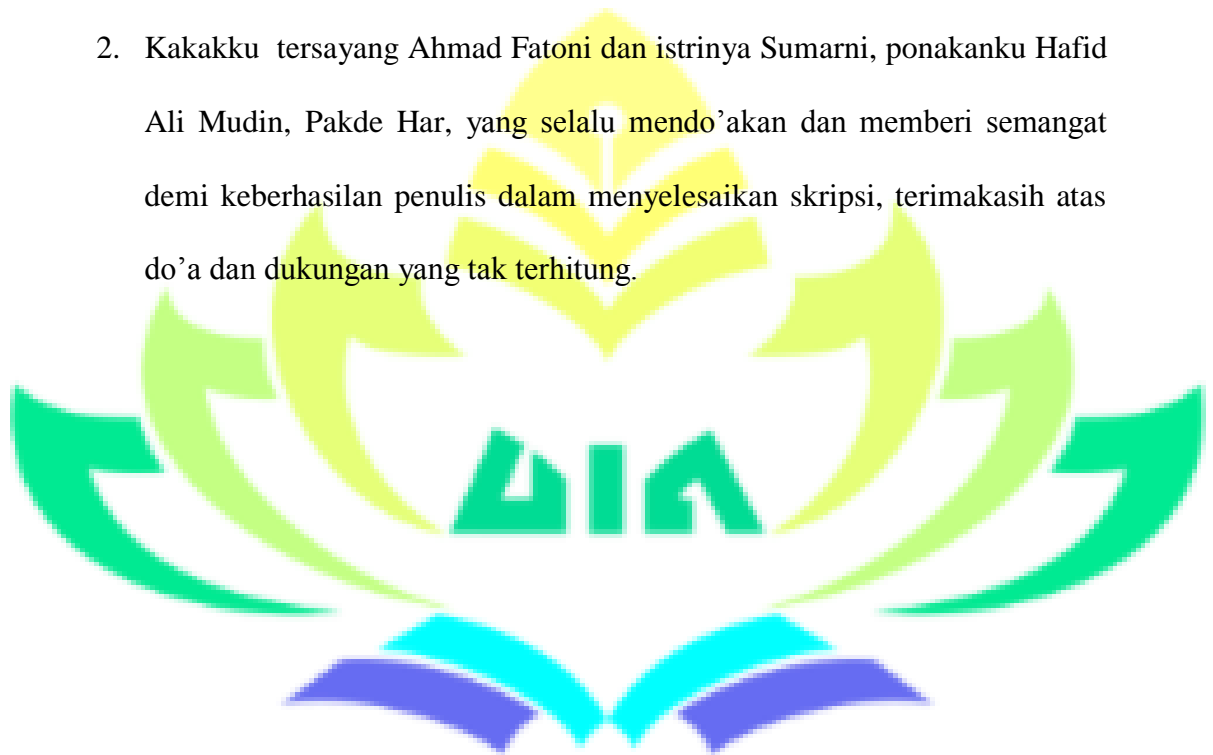 2. Kakakku tersayang Ahmad Fatoni dan istrinya Sumarni, ponakanku Hafid
Ali Mudin, Pakde Har, yang selalu mendo’akan dan memberi semangat
demi keberhasilan penulis dalam menyelesaikan skripsi, terimakasih atas
do’a dan dukungan yang tak terhitung.